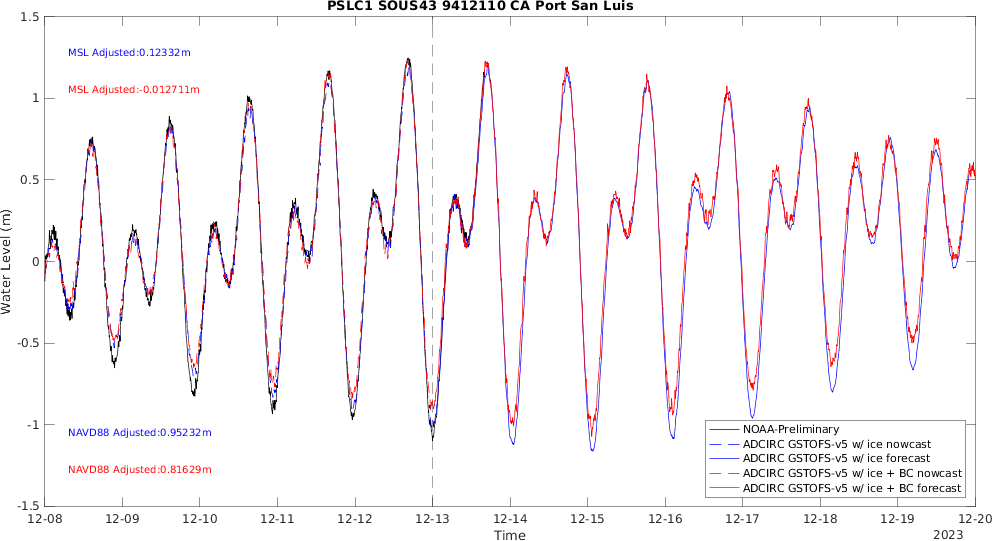 PSLC1 SOUS43 9412110 CA Port San Luis
1.5
1
0.5
0
-0.5
-1
-1.5
Water Level (m)
MSL Adjusted:0.12332m
MSL Adjusted:-0.012711m
NAVD88 Adjusted:0.95232m
NAVD88 Adjusted:0.81629m
NOAA-Preliminary
ADCIRC GSTOFS-v5 w/ ice nowcast
ADCIRC GSTOFS-v5 w/ ice forecast
ADCIRC GSTOFS-v5 w/ ice + BC nowcast
ADCIRC GSTOFS-v5 w/ ice + BC forecast
12-08 12-09 12-10 12-11 12-12 12-13 12-14 12-15 12-16 12-17 12-18 12-19 12-20
Time
2023